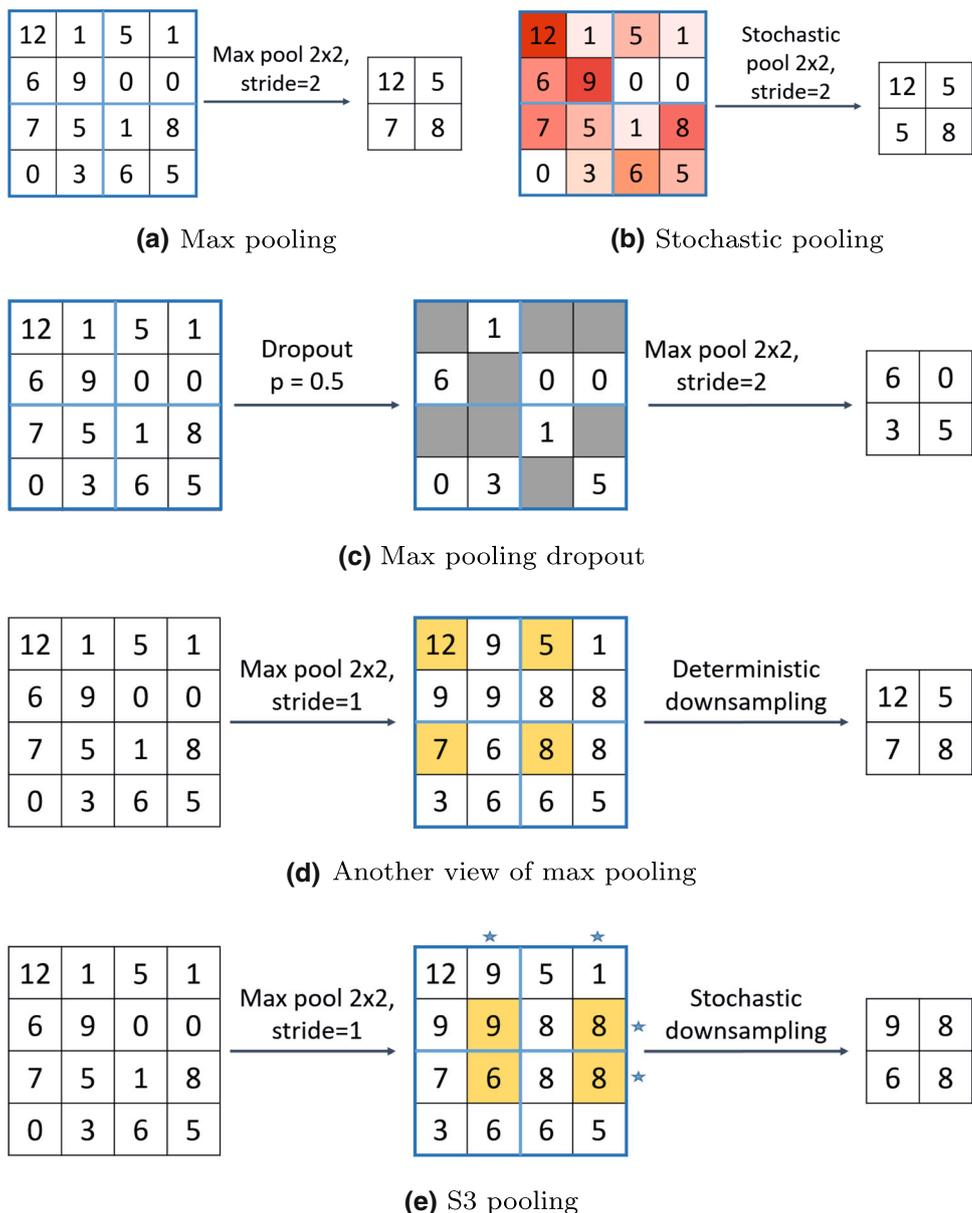 12 1 5 1
6 9 0 0
7 5 1 8
0 3 6 5
Max pool 2x2,
stride=2
12 5
7 8
(a) Max pooling
12 1 5 1
6 9 0 0
7 5 1 8
0 3 6 5
Stochastic
pool 2x2,
stride=2
12 5
5 8
(b) Stochastic pooling
12 1 5 1
6 9 0 0
7 5 1 8
0 3 6 5
Dropout
p = 0.5
1
6 0 0
1
0 3 5
Max pool 2x2,
stride=2
6 0
3 5
(c) Max pooling dropout
12 1 5 1
6 9 0 0
7 5 1 8
0 3 6 5
Max pool 2x2,
stride=1
12 9 5 1
9 9 8 8
7 6 8 8
3 6 6 5
Deterministic
downsampling
12 5
7 8
(d) Another view of max pooling
12 1 5 1
6 9 0 0
7 5 1 8
0 3 6 5
Max pool 2x2,
stride=1
12 9 5 1
9 9 8 8
7 6 8 8
3 6 6 5
Stochastic
downsampling
9 8
6 8
(e) S3 pooling